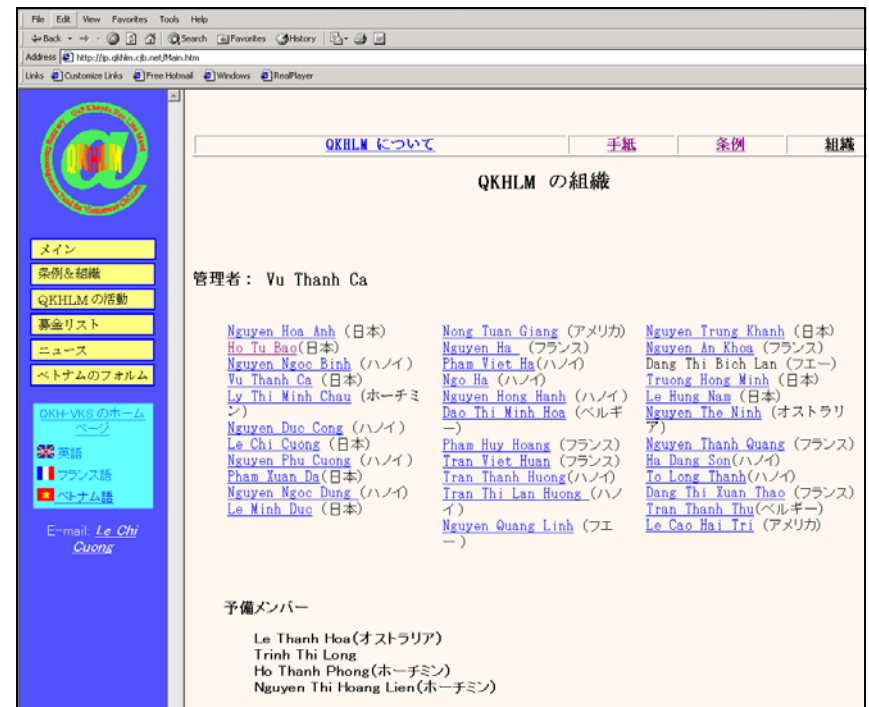 File Edit View Favorites Tools Help
Back Search Favorites History
Address http://jp.qkhlm.cjb.net/Main.htm
Links Customize Links Free Hotmail Windows RealPlayer
QKHLM
メイン
条例&組織
QKHLM の活動
募金リスト
ニュース
ベトナムのフォルム
QKH-VKS のホーム
ページ
英語
フランス語
ベトナム語
E-mail: Le Chi
Cuong
QKHLM について 手紙 条例 組織
QKHLM の組織
管理者: Vu Thanh Ca
Nguyen Hoa Anh (日本)
Ho Tu Bao(日本)
Nguyen Ngoc Binh (ハノイ)
Vu Thanh Ca (日本)
Ly Thi Minh Chau (ホーチミ
ン)
Nguyen Duc Cong (ハノイ)
Le Chi Cuong (日本)
Nguyen Phu Cuong (ハノイ)
Pham Xuan Da(日本)
Nguyen Ngoc Dung (ハノイ)
Le Minh Duc (日本)
Nong Tuan Giang (アメリカ)
Nguyen Ha (フランス)
Pham Viet Ha(ハノイ)
Ngo Ha (ハノイ)
Nguyen Hong Hanh (ハノイ)
Dao Thi Minh Hoa (ベルギ
ー)
Pham Huy Hoang (フランス)
Tran Viet Huan (フランス)
Tran Thanh Huong(ハノイ)
Tran Thi Lan Huong (ハノ
イ)
Nguyen Quang Linh (フエ
ー)
Nguyen Trung Khanh (日本)
Nguyen An Khoa (フランス)
Dang Thi Bich Lan (フエー)
Truong Hong Minh (日本)
Le Hung Nam (日本)
Nguyen The Ninh (オストラリ
ア)
Nguyen Thanh Quang (フランス)
Ha Dang Son(ハノイ)
To Long Thanh(ハノイ)
Dang Thi Xuan Thao (フランス)
Tran Thanh Thu(ベルギー)
Le Cao Hai Tri (アメリカ)
予備メンバー
Le Thanh Hoa(オストラリア)
Trinh Thi Long
Ho Thanh Phong(ホーチミン)
Nguyen Thi Hoang Lien(ホーチミン)